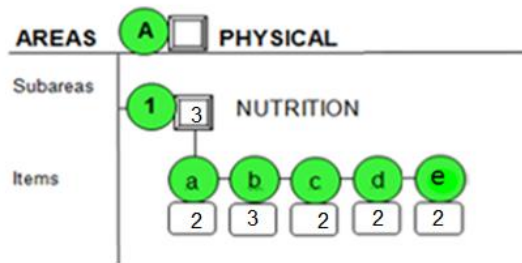 AREAS A PHYSICAL
Subareas
1 3 NUTRITION
Items
a b c d e
2 3 2 2 2